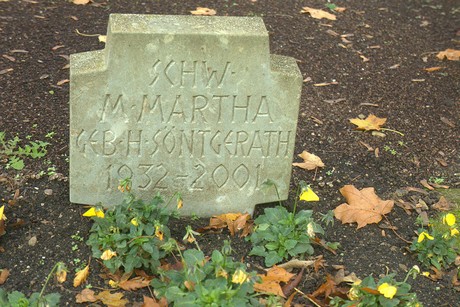 SCHW·
M·MARTHA
GEB·H·SÖNTGERATH
1932-2001